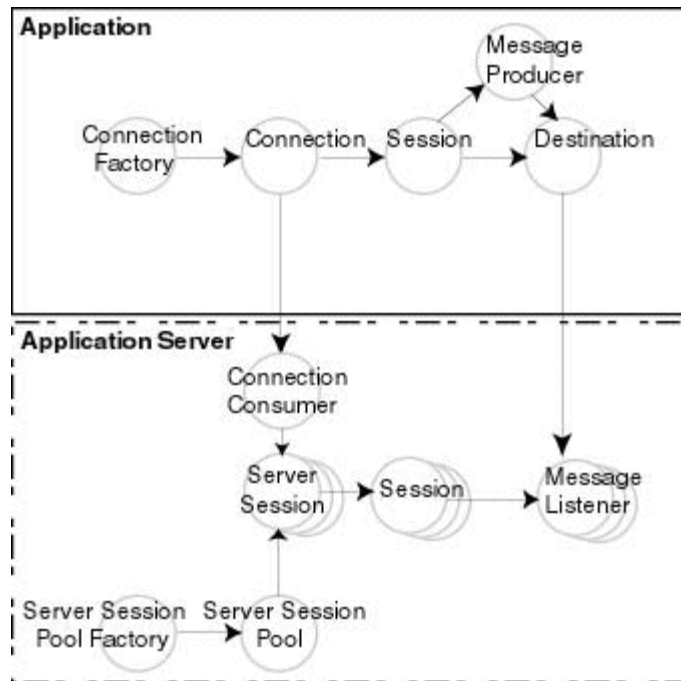 Application
Message
Producer
Connection
Factory
Connection
Session
Destination
Application Server
Connection
Consumer
Server
Session
Session
Message
Listener
Server Session
Pool Factory
Server Session
Pool